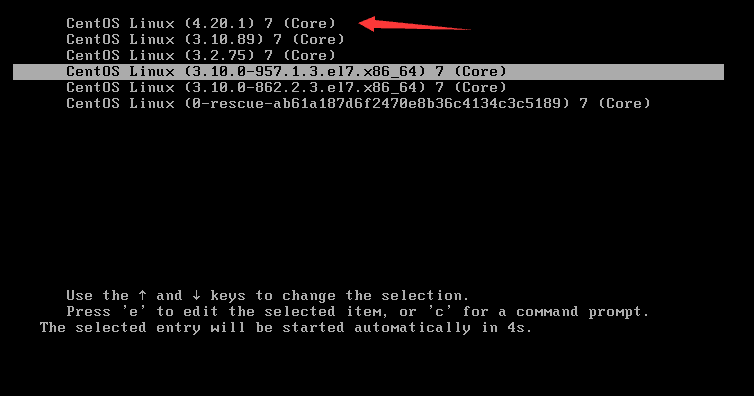 CentOS Linux (4.20.1) 7 (Core)
CentOS Linux (3.10.89) 7 (Core)
CentOS Linux (3.2.75) 7 (Core)
CentOS Linux (3.10.0-957.1.3.el7.x86_64) 7 (Core)
CentOS Linux (3.10.0-862.2.3.el7.x86_64) 7 (Core)
CentOS Linux (0-rescue-ab61a187d6f2470e8b36c4134c3c5189) 7 (Core)
Use the ↑ and ↓ keys to change the selection.
Press 'e' to edit the selected item, or 'c' for a command prompt.
The selected entry will be started automatically in 4s.